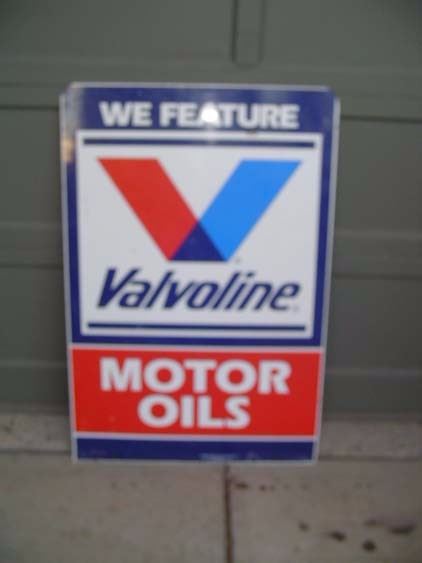 WE FEATURE
Valvoline
MOTOR
OILS